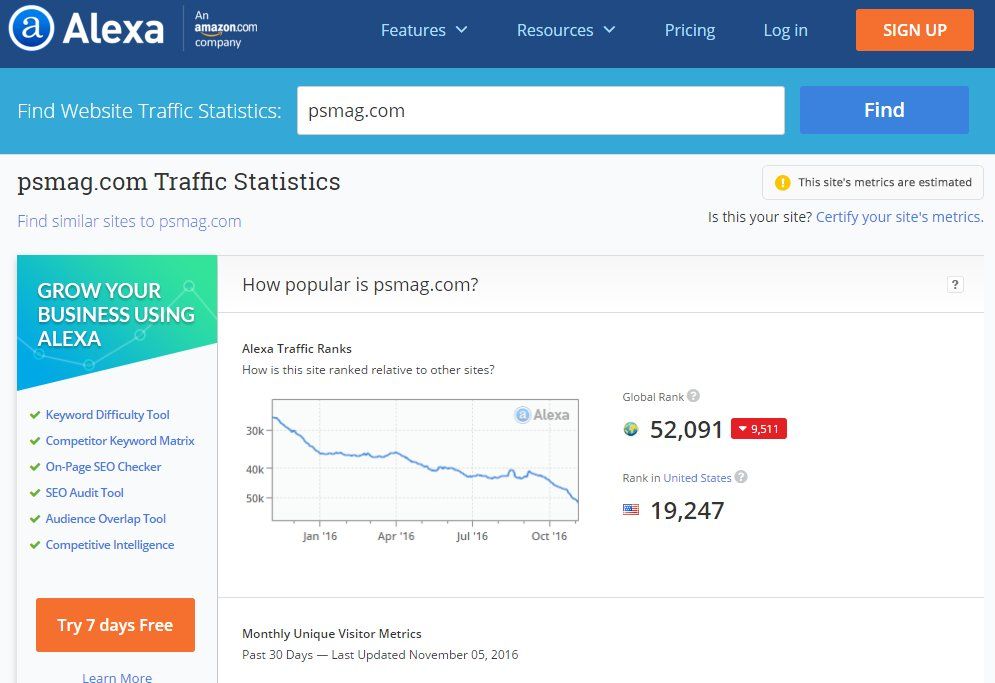 a Alexa
An
amazon.com
company
Features
Resources
Pricing
Log in
SIGN UP
Find Website Traffic Statistics:
psmag.com
Find
psmag.com Traffic Statistics
! This site's metrics are estimated
Find similar sites to psmag.com
Is this your site? Certify your site's metrics.
GROW YOUR
BUSINESS USING
ALEXA
Keyword Difficulty Tool
Competitor Keyword Matrix
On-Page SEO Checker
SEO Audit Tool
Audience Overlap Tool
Competitive Intelligence
Try 7 days Free
Learn More
How popular is psmag.com?
?
Alexa Traffic Ranks
How is this site ranked relative to other sites?
a Alexa
30k
40k
50k
Jan '16
Apr '16
Jul '16
Oct '16
Global Rank ?
52,091 9,511
Rank in United States ?
19,247
Monthly Unique Visitor Metrics
Past 30 Days — Last Updated November 05, 2016